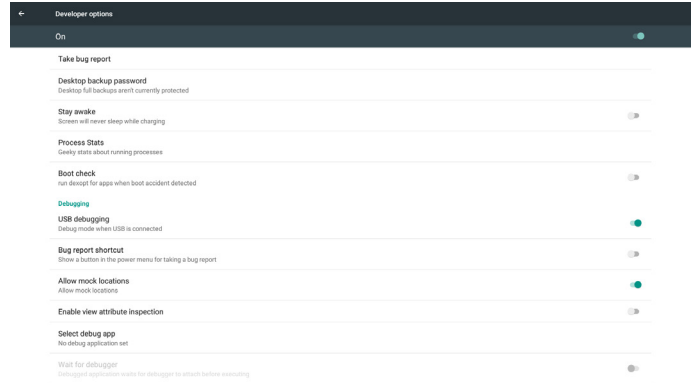 Developer options
On
Take bug report
Desktop backup password
Desktop full backups aren't currently protected
Stay awake
Screen will never sleep while charging
Process Stats
Geeky stats about running processes
Boot check
run dexopt for apps when boot accident detected
Debugging
USB debugging
Debug mode when USB is connected
Bug report shortcut
Show a button in the power menu for taking a bug report
Allow mock locations
Allow mock locations
Enable view attribute inspection
Select debug app
No debug application set
Wait for debugger
Debugged application waits for debugger to attach before executing